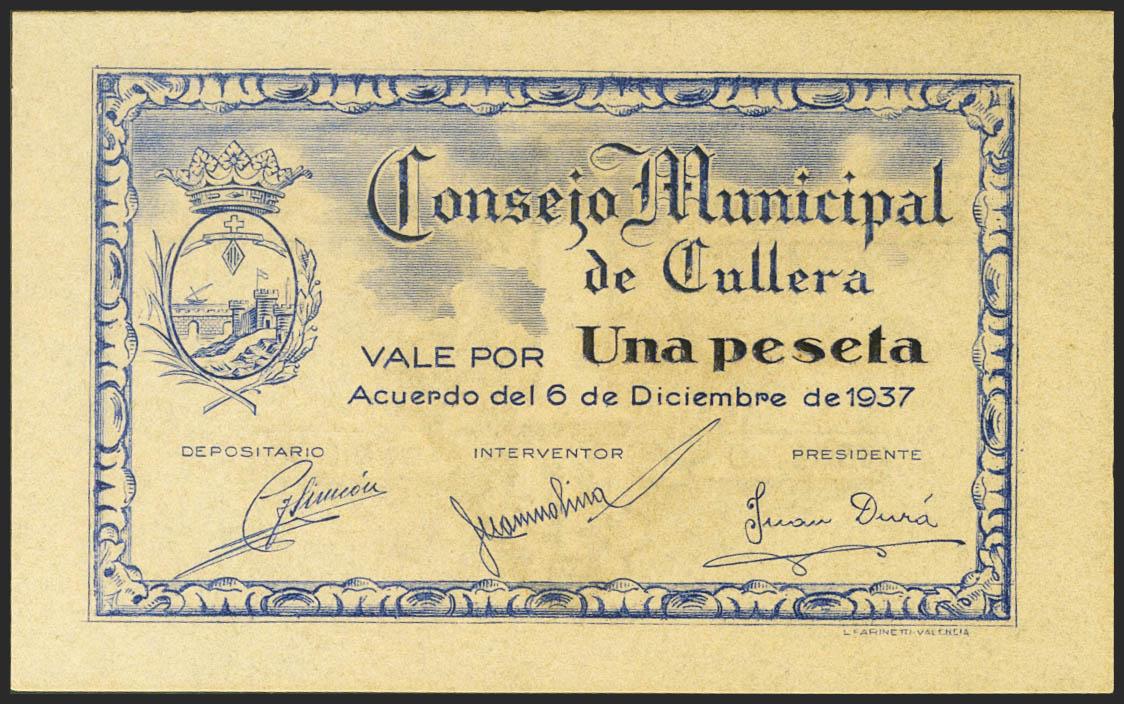 Consejo Municipal
de Cullera
VALE POR Una peseta
Acuerdo del 6 de Diciembre de 1937
DEPOSITARIO INTERVENTOR PRESIDENTE
Juan Durá
L. FARINETTI-VALENCIA